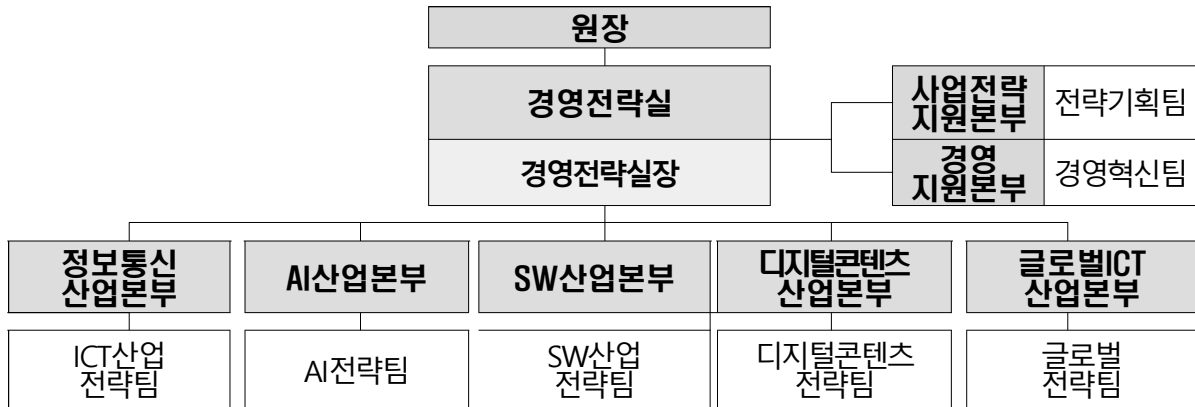 원장
경영전략실
경영전략실장
사업전략
지원본부
전략기획팀
경영
지원본부
경영혁신팀
정보통신
산업본부
AI산업본부
SW산업본부
디지털콘텐츠
산업본부
글로벌ICT
산업본부
ICT산업
전략팀
AI전략팀
SW산업
전략팀
디지털콘텐츠
전략팀
글로벌
전략팀